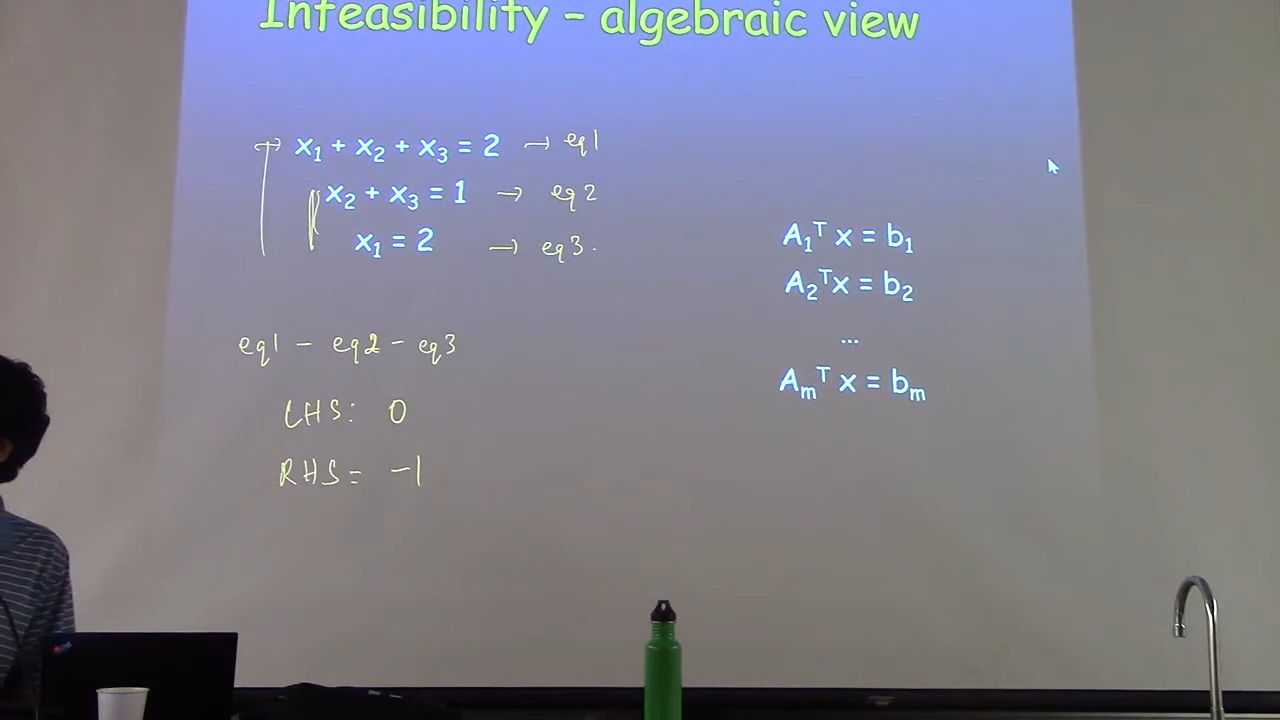 Infeasibility – algebraic view
x₁ + x₂ + x₃ = 2 → eq1
x₂ + x₃ = 1 → eq2
x₁ = 2 → eq3.
eq1 - eq2 - eq3
LHS: 0
RHS = -1
A₁ᵀ x = b₁
A₂ᵀx = b₂
...
Aₘᵀ x = bₘ